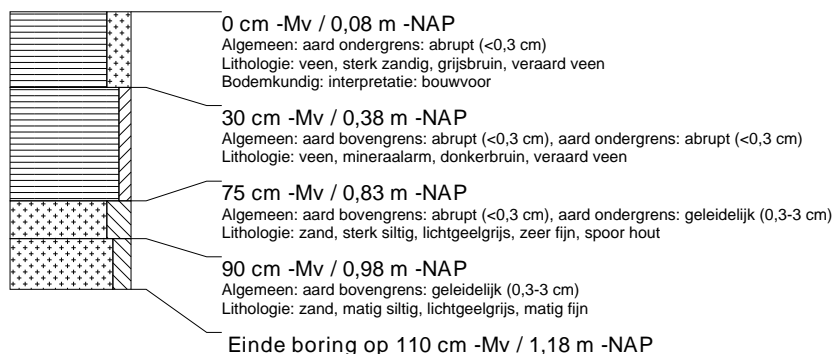 0 cm -Mv / 0,08 m -NAP
Algemeen: aard ondergrens: abrupt (<0,3 cm)
Lithologie: veen, sterk zandig, grijsbruin, veraard veen
Bodemkundig: interpretatie: bouwvoor
30 cm -Mv / 0,38 m -NAP
Algemeen: aard bovengrens: abrupt (<0,3 cm), aard ondergrens: abrupt (<0,3 cm)
Lithologie: veen, mineraalarm, donkerbruin, veraard veen
75 cm -Mv / 0,83 m -NAP
Algemeen: aard bovengrens: abrupt (<0,3 cm), aard ondergrens: geleidelijk (0,3-3 cm)
Lithologie: zand, sterk siltig, lichtgeelgrijs, zeer fijn, spoor hout
90 cm -Mv / 0,98 m -NAP
Algemeen: aard bovengrens: geleidelijk (0,3-3 cm)
Lithologie: zand, matig siltig, lichtgeelgrijs, matig fijn
Einde boring op 110 cm -Mv / 1,18 m -NAP